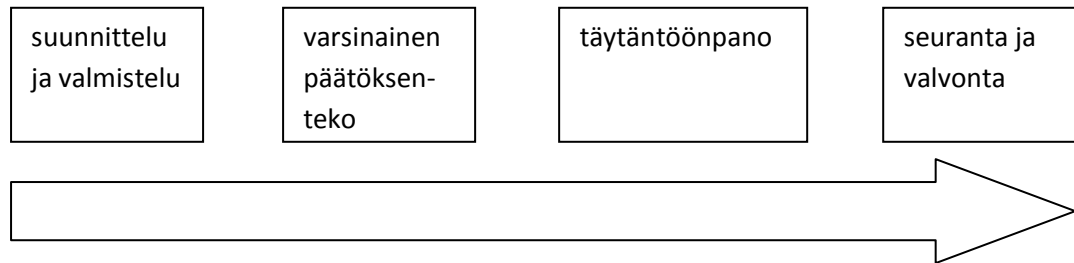 suunnittelu
ja valmistelu
varsinainen
päätöksen-
teko
täytäntöönpano
seuranta ja
valvonta